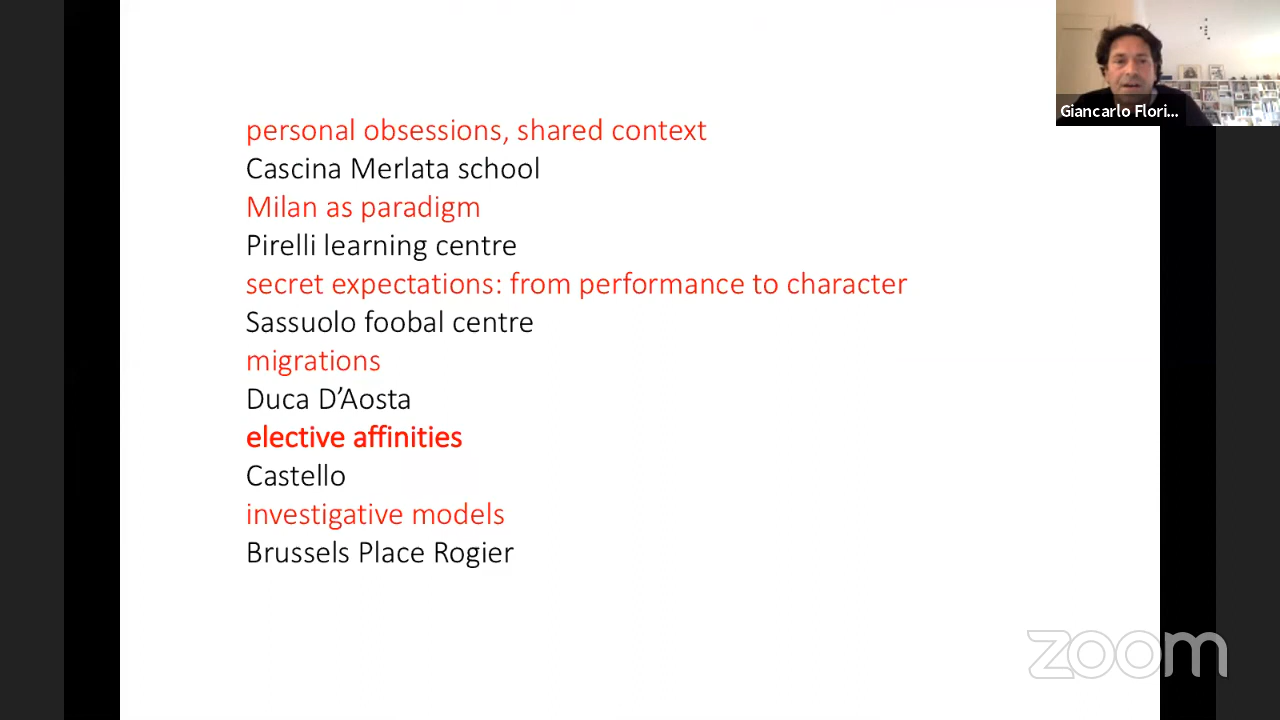 personal obsessions, shared context
Cascina Merlata school
Milan as paradigm
Pirelli learning centre
secret expectations: from performance to character
Sassuolo foobal centre
migrations
Duca D’Aosta
elective affinities
Castello
investigative models
Brussels Place Rogier
Giancarlo Flori...
zoom